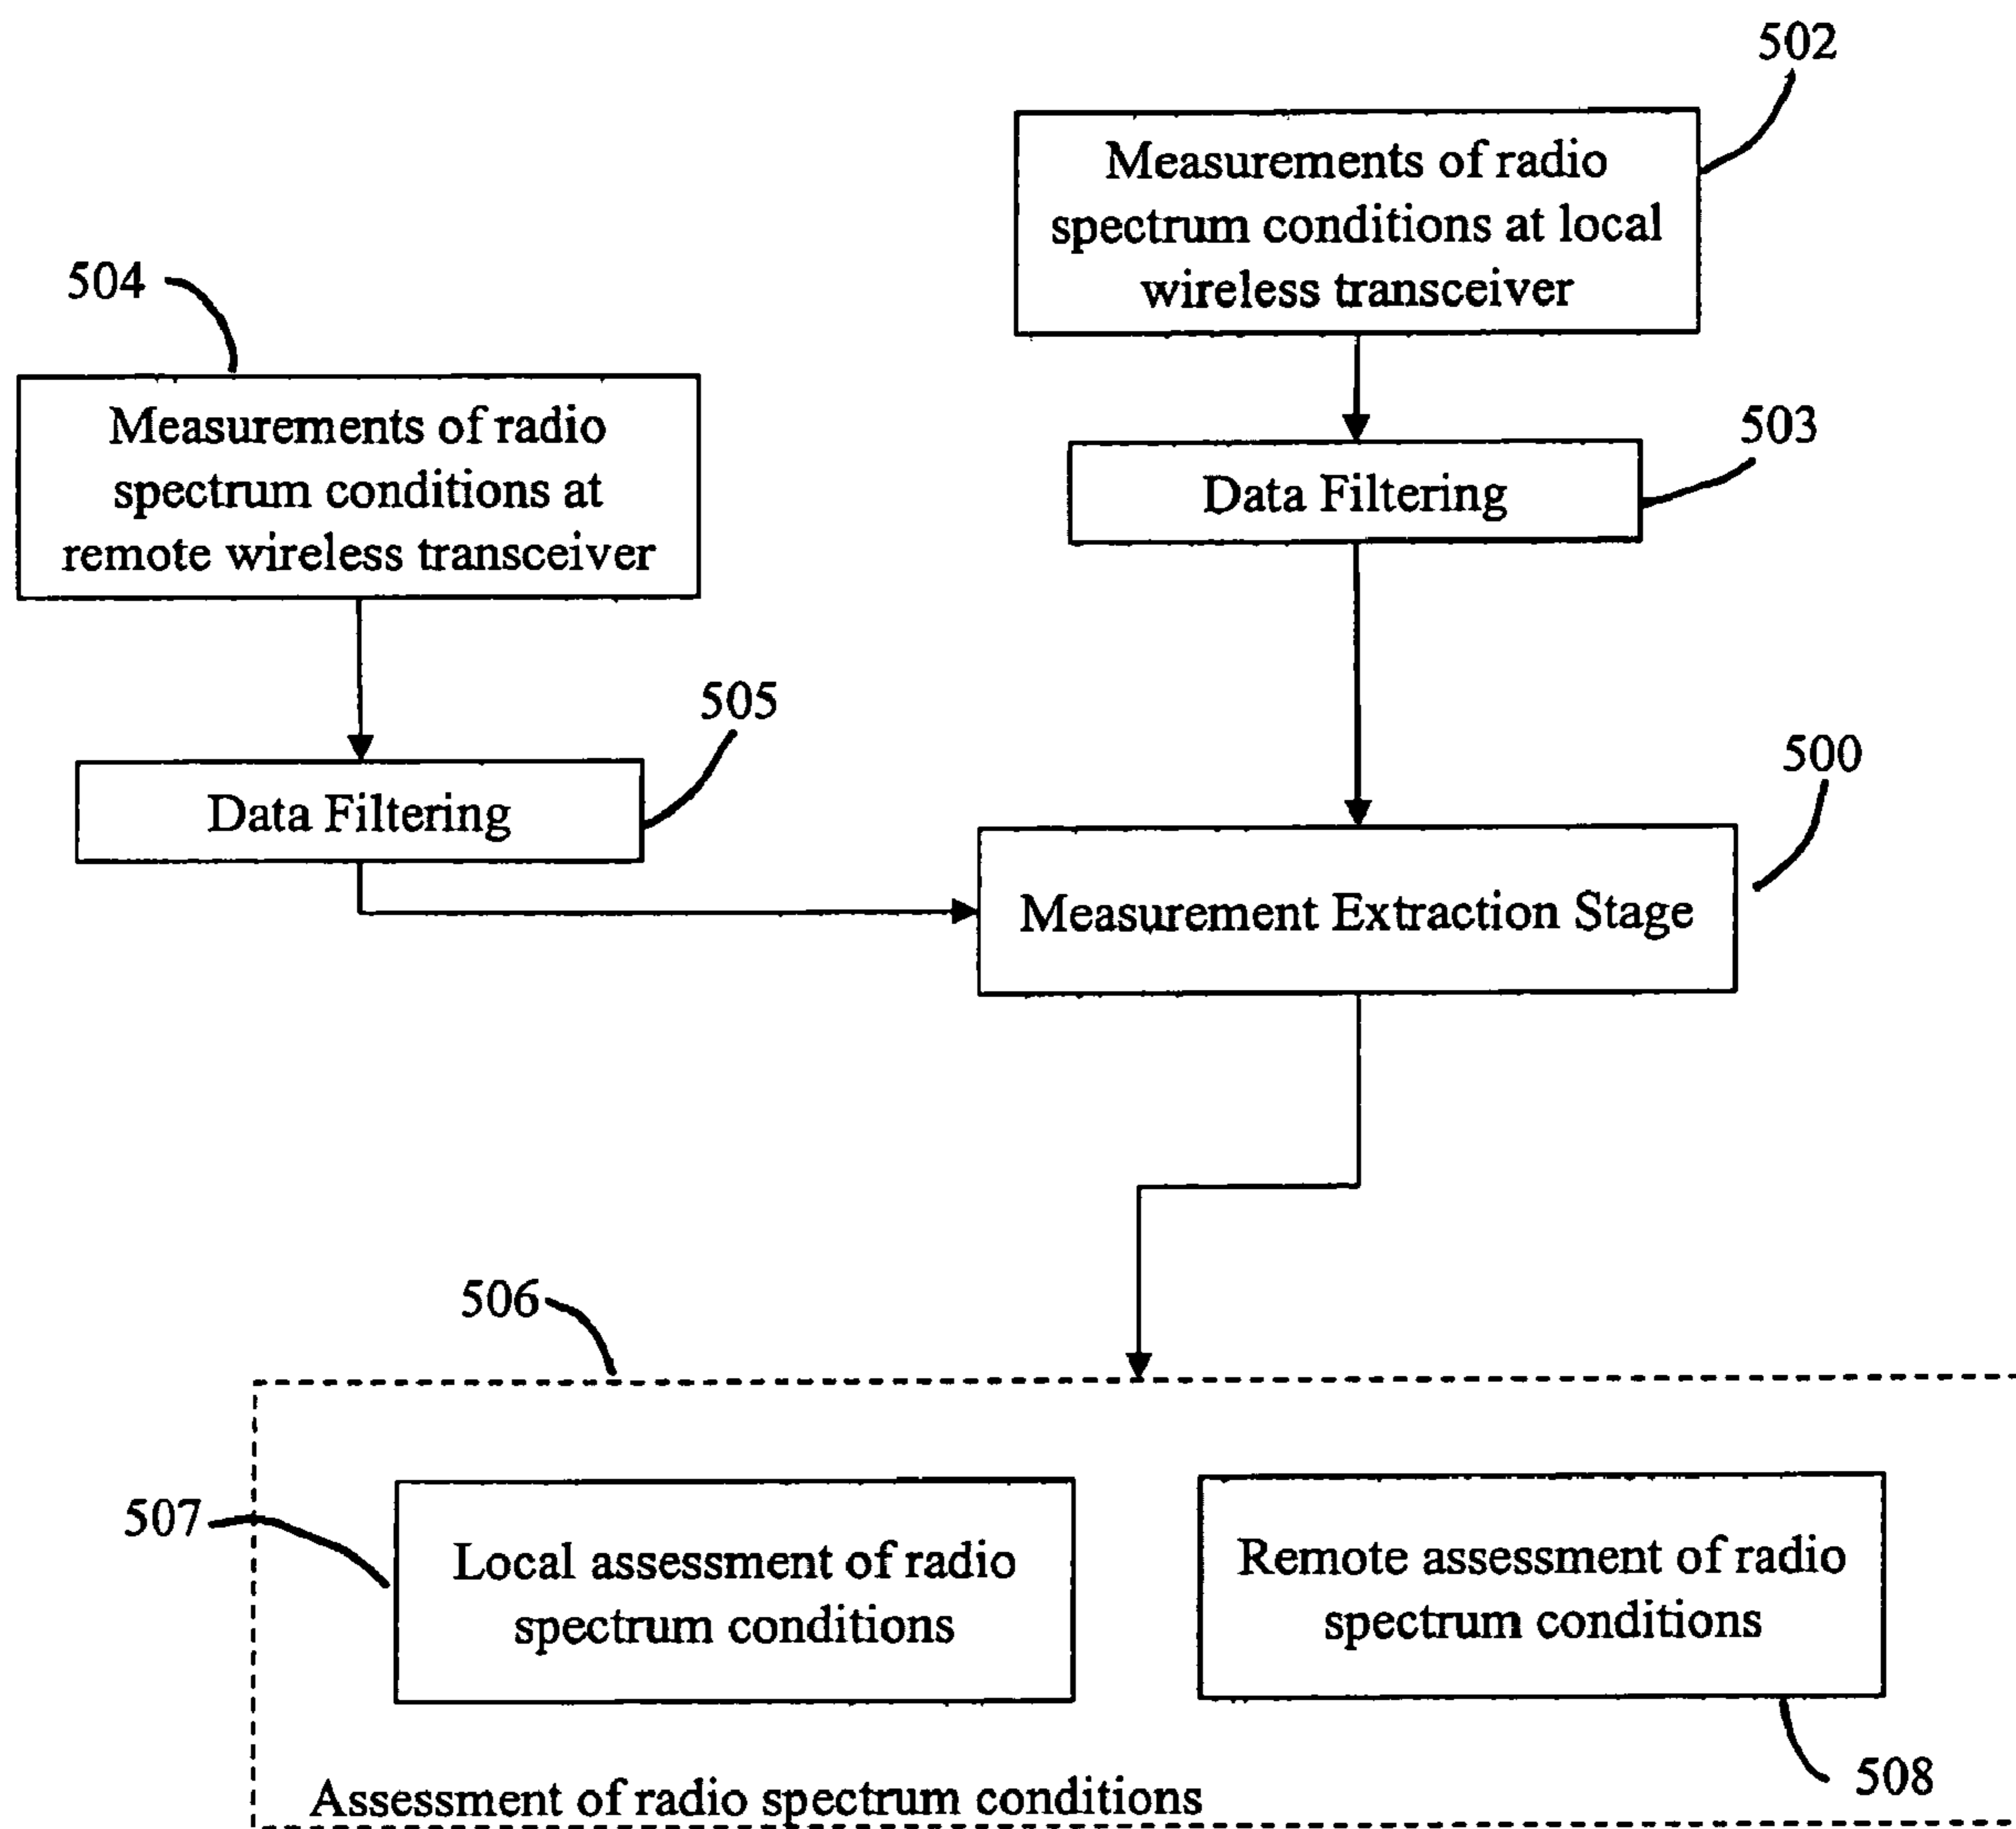 502
Measurements of radio
spectrum conditions at local
wireless transceiver
504
Measurements of radio
spectrum conditions at
remote wireless transceiver
503
Data Filtering
505
Data Filtering
500
Measurement Extraction Stage
506
507
Local assessment of radio
spectrum conditions
Remote assessment of radio
spectrum conditions
508
Assessment of radio spectrum conditions